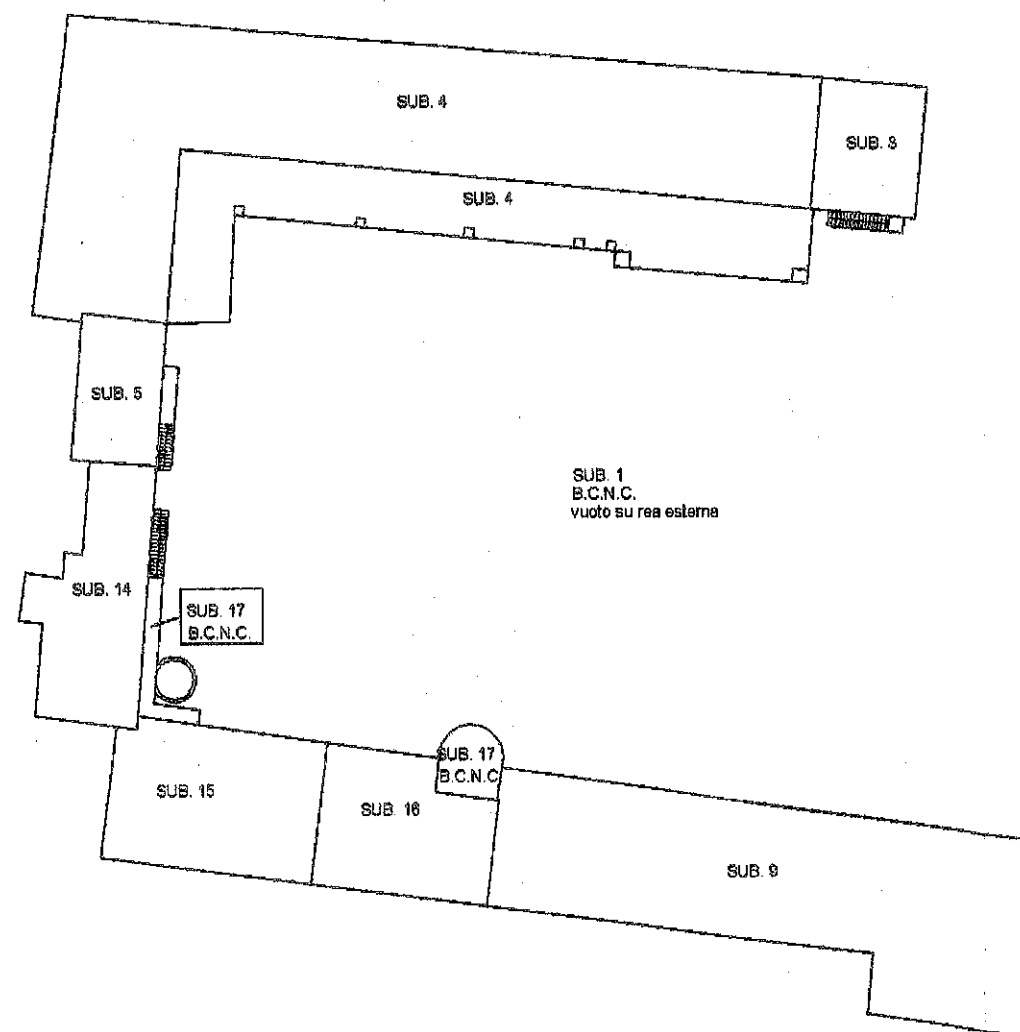 SUB. 4
SUB. 3
SUB. 4
SUB. 5
SUB. 1
B.C.N.C.
vuoto su rea esterna
SUB. 14
SUB. 17
B.C.N.C.
SUB. 17
B.C.N.C
SUB. 15
SUB. 16
SUB. 9